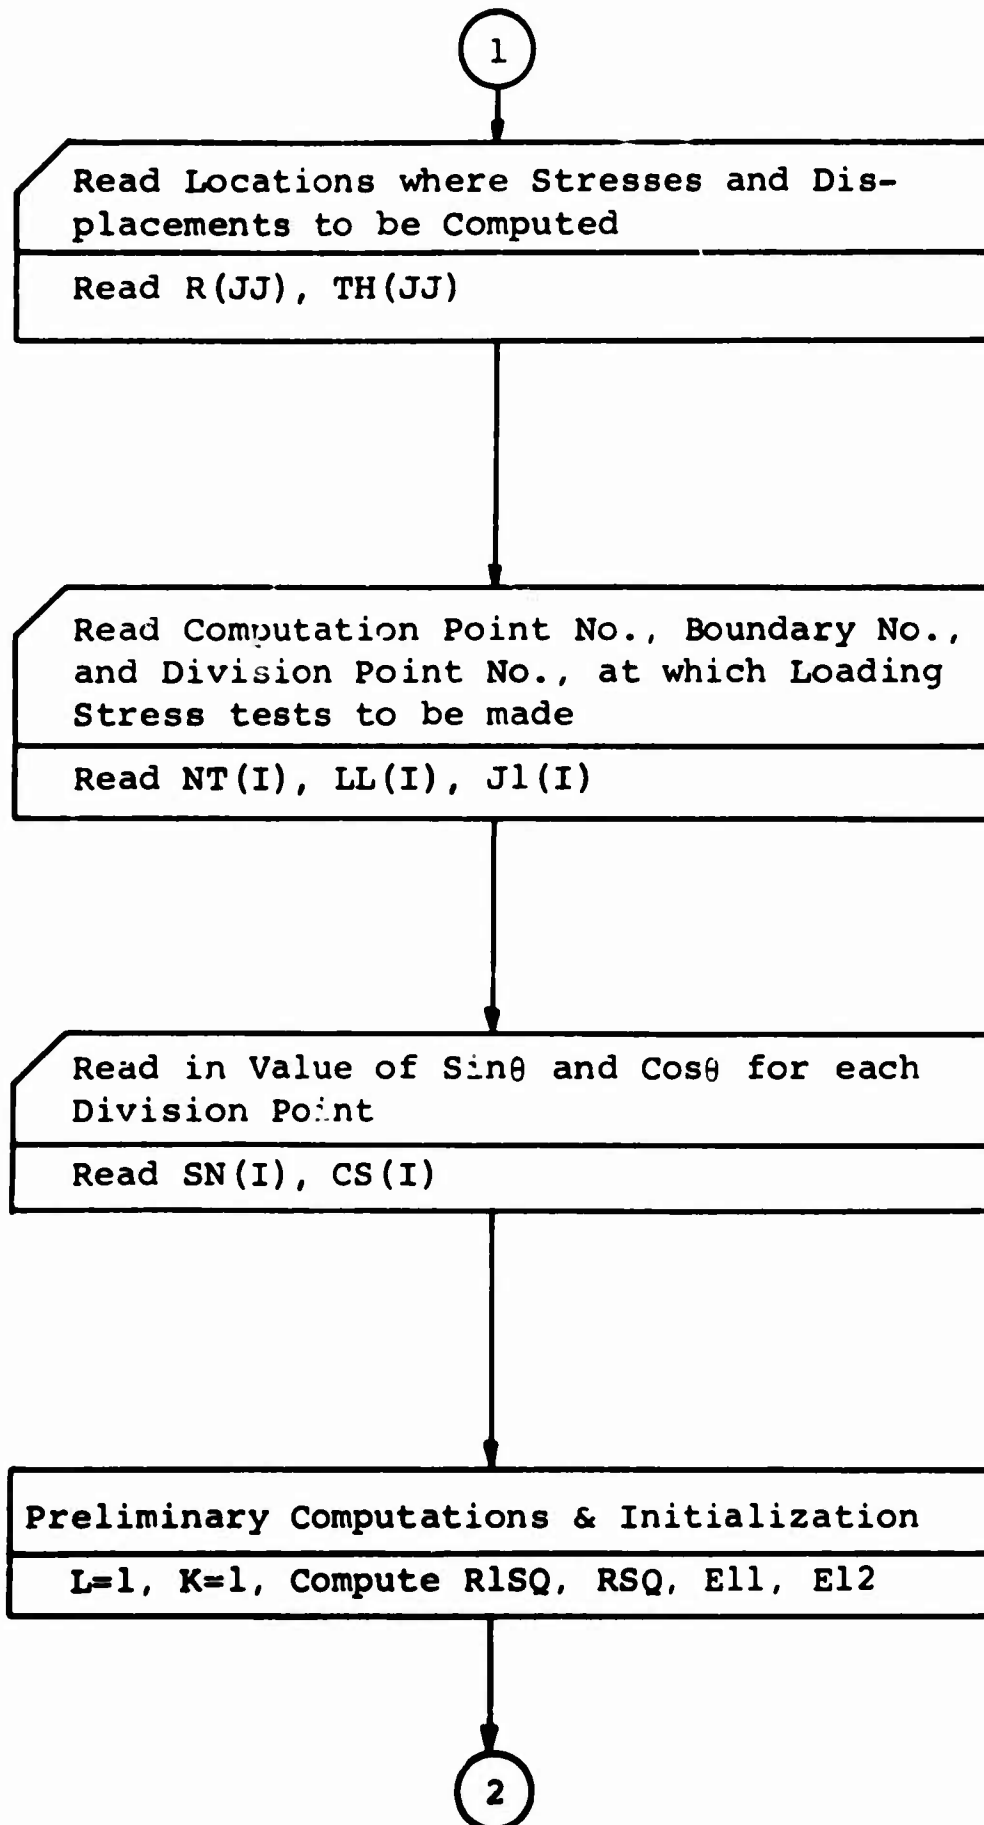 1
Read Locations where Stresses and Dis-
placements to be Computed
Read R(JJ), TH(JJ)
Read Computation Point No., Boundary No.,
and Division Point No., at which Loading
Stress tests to be made
Read NT(I), LL(I), J1(I)
Read in Value of Sinθ and Cosθ for each
Division Point
Read SN(I), CS(I)
Preliminary Computations & Initialization
L=1, K=1, Compute R1SQ, RSQ, E11, E12
2